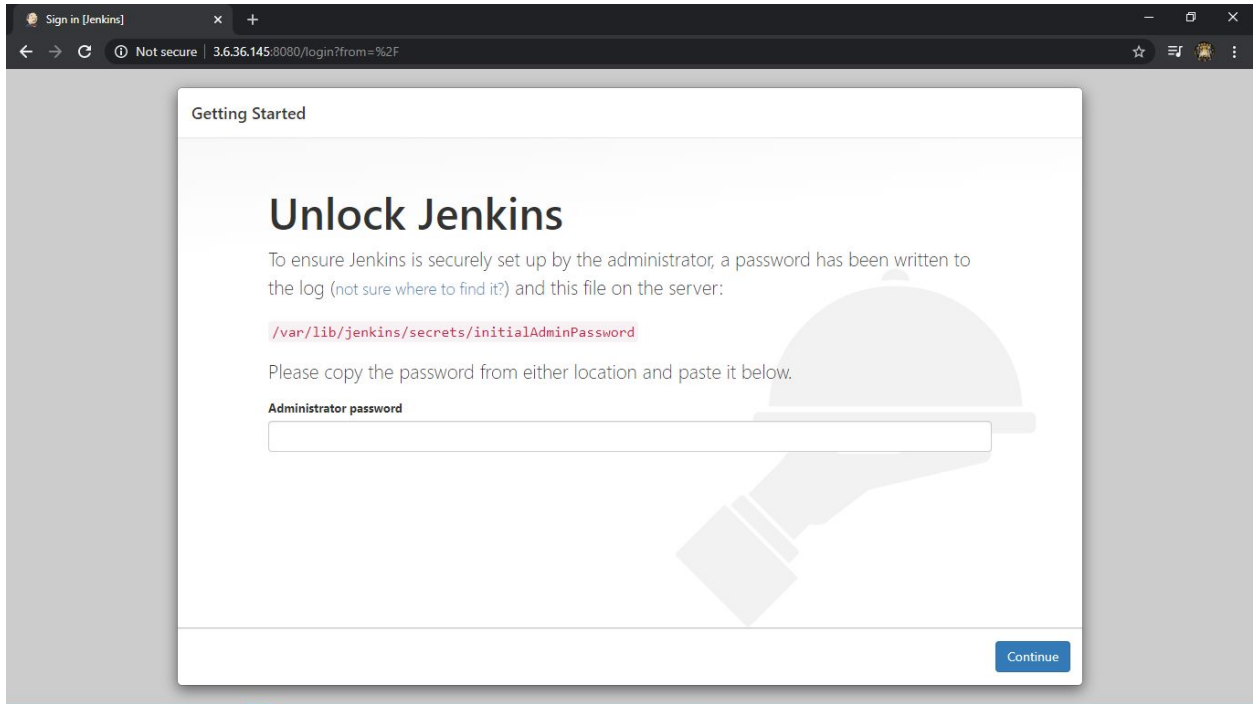 Sign in [Jenkins]
Not secure | 3.6.36.145:8080/login?from=%2F
Getting Started
Unlock Jenkins
To ensure Jenkins is securely set up by the administrator, a password has been written to
the log (not sure where to find it?) and this file on the server:
/var/lib/jenkins/secrets/initialAdminPassword
Please copy the password from either location and paste it below.
Administrator password
Continue